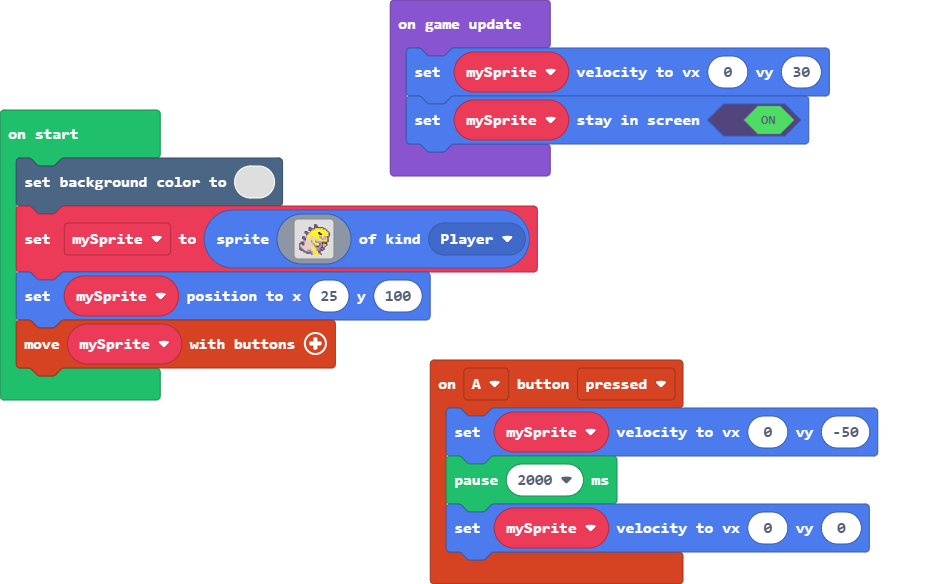 on game update
set mySprite velocity to vx 0 vy 30
set mySprite stay in screen ON
on start
set background color to
set mySprite to sprite of kind Player
set mySprite position to x 25 y 100
move mySprite with buttons
on A button pressed
set mySprite velocity to vx 0 vy -50
pause 2000 ms
set mySprite velocity to vx 0 vy 0